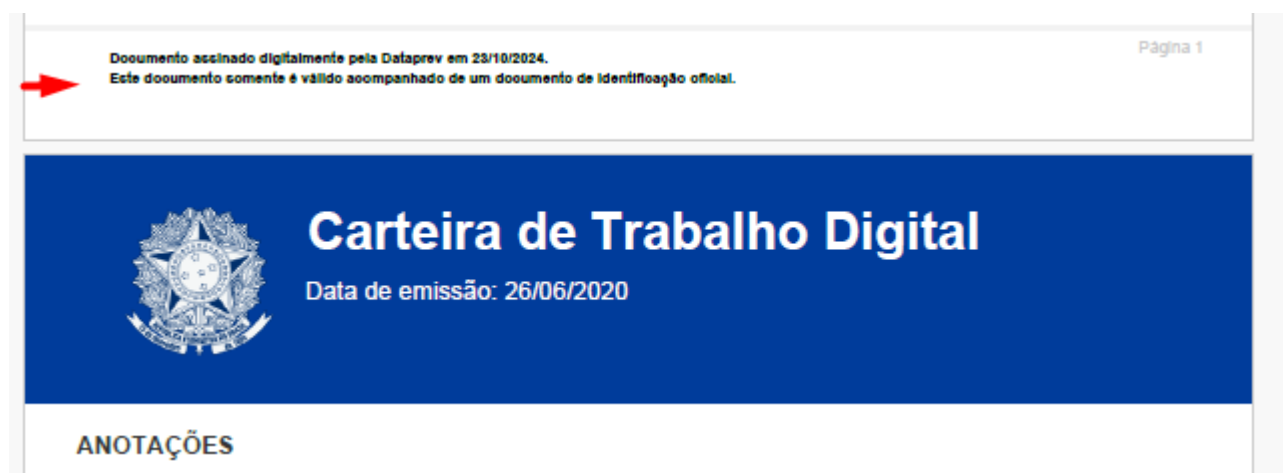 Página 1
Documento assinado digitalmente pela Dataprev em 23/10/2024.
Este documento somente é válido acompanhado de um documento de identificação oficial.
Carteira de Trabalho Digital
Data de emissão: 26/06/2020
ANOTAÇÕES